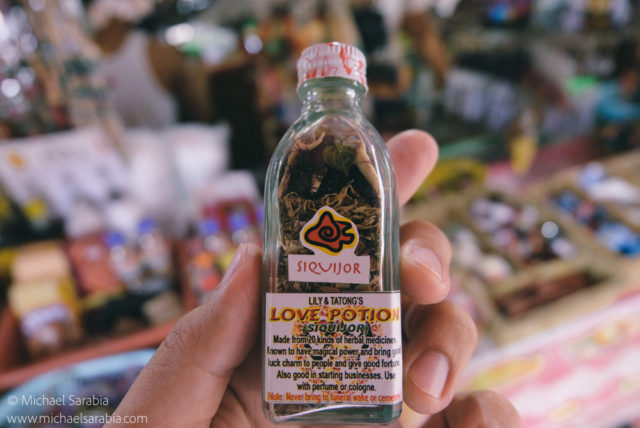 SIQUIJOR
LILY & TATONG'S
LOVE POTION
(SIQUIJOR)
Made from 20 kinds of herbal medicines.
Known to have magical power and bring good
luck charm to people and give good fortune.
Also good in starting businesses. Used
with perfume or cologne.
(Note: Never bring to funeral wake or cemetery)
© Michael Sarabia
www.michaelsarabia.com